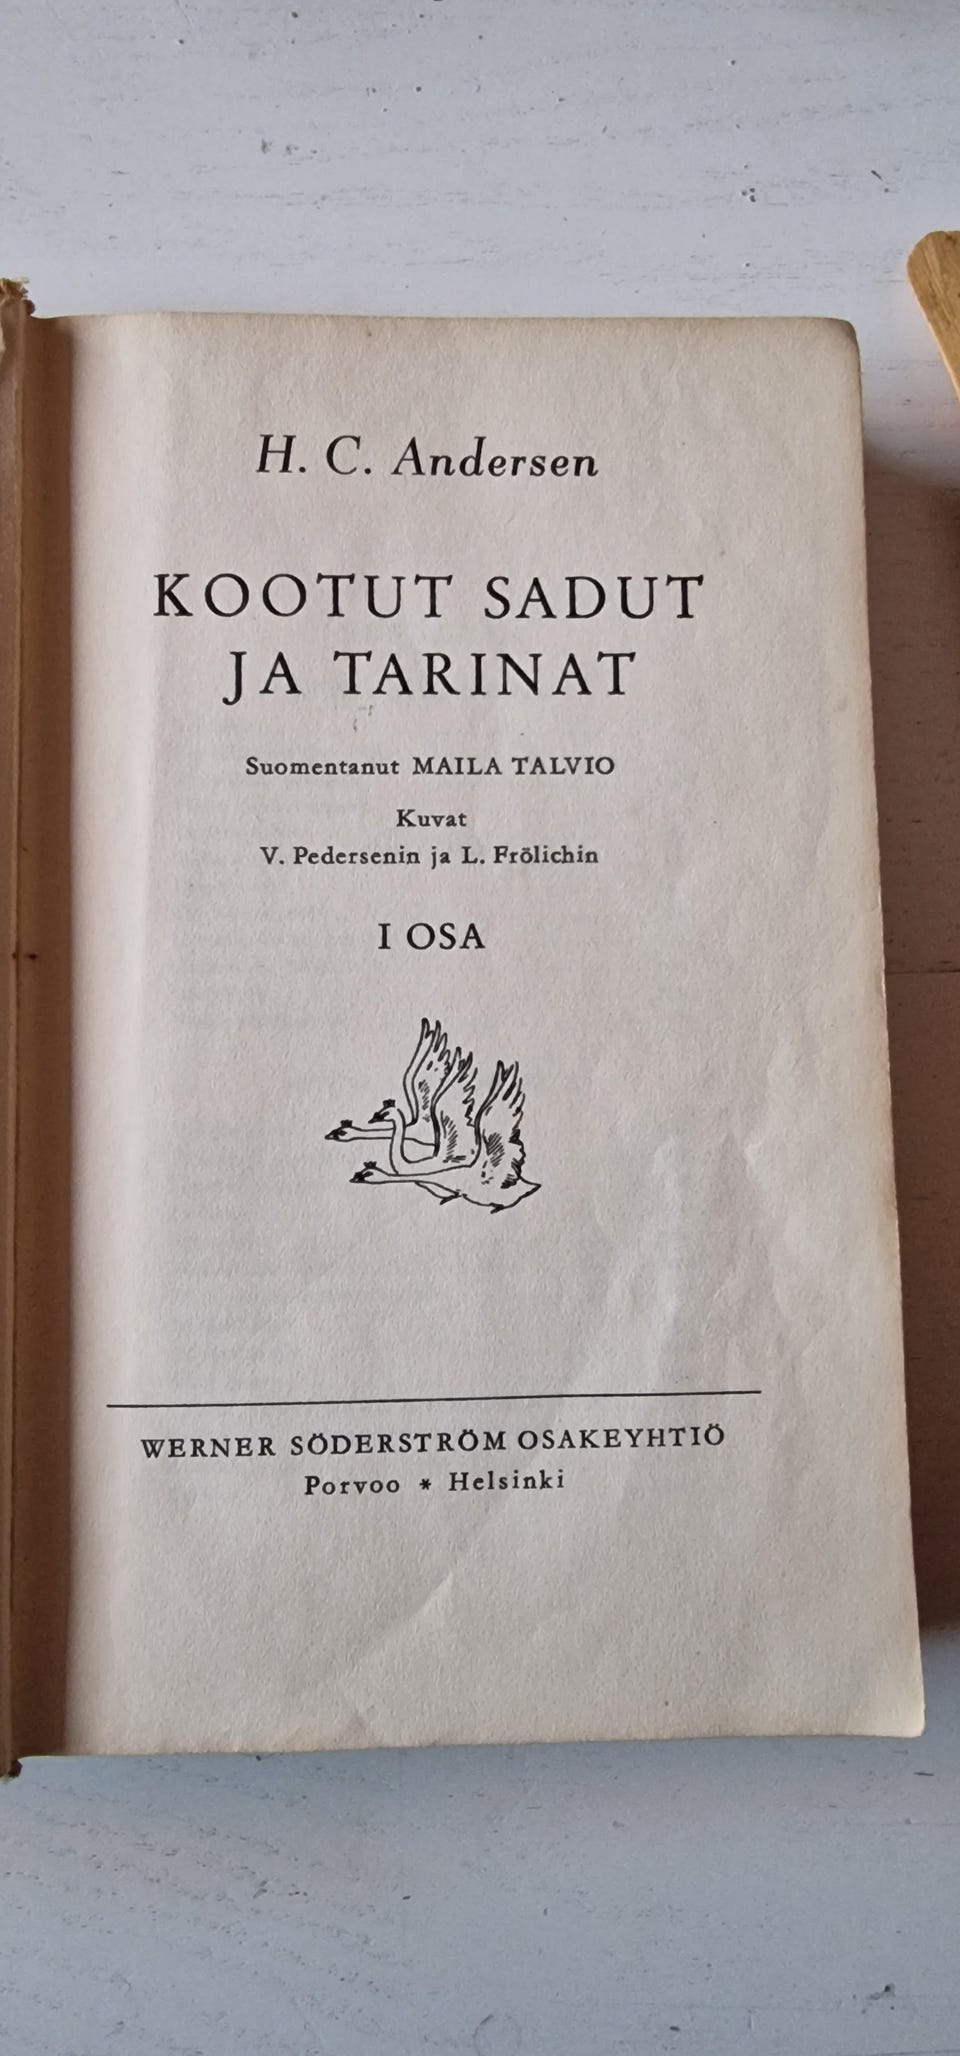 H. C. Andersen
KOOTUT SADUT
JA TARINAT
Suomentanut MAILA TALVIO
Kuvat
V. Pedersenin ja L. Frölichin
I OSA
WERNER SÖDERSTRÖM OSAKEYHTIÖ
Porvoo * Helsinki